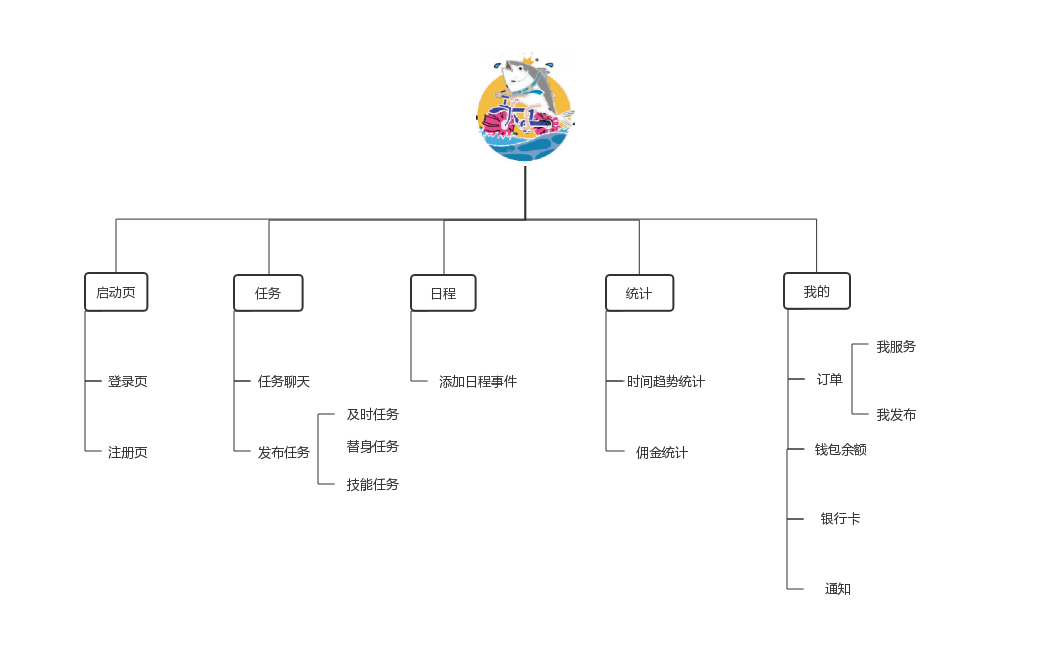 启动页
任务
日程
统计
我的
登录页
注册页
任务聊天
发布任务
及时任务
替身任务
技能任务
添加日程事件
时间趋势统计
佣金统计
订单
我服务
我发布
钱包余额
银行卡
通知